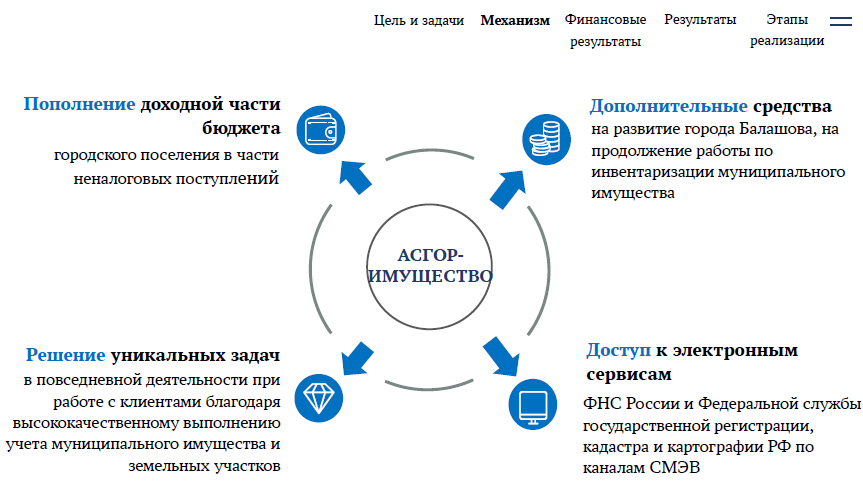 Цель и задачи
Механизм
Финансовые
результаты
Результаты
Этапы
реализации
Пополнение доходной части
бюджета
городского поселения в части
неналоговых поступлений
Дополнительные средства
на развитие города Балашова, на
продолжение работы по
инвентаризации муниципального
имущества
АСГОР-
ИМУЩЕСТВО
Решение уникальных задач
в повседневной деятельности при
работе с клиентами благодаря
высококачественному выполнению
учета муниципального имущества и
земельных участков
Доступ к электронным
сервисам
ФНС России и Федеральной службы
государственной регистрации,
кадастра и картографии РФ по
каналам СМЭВ